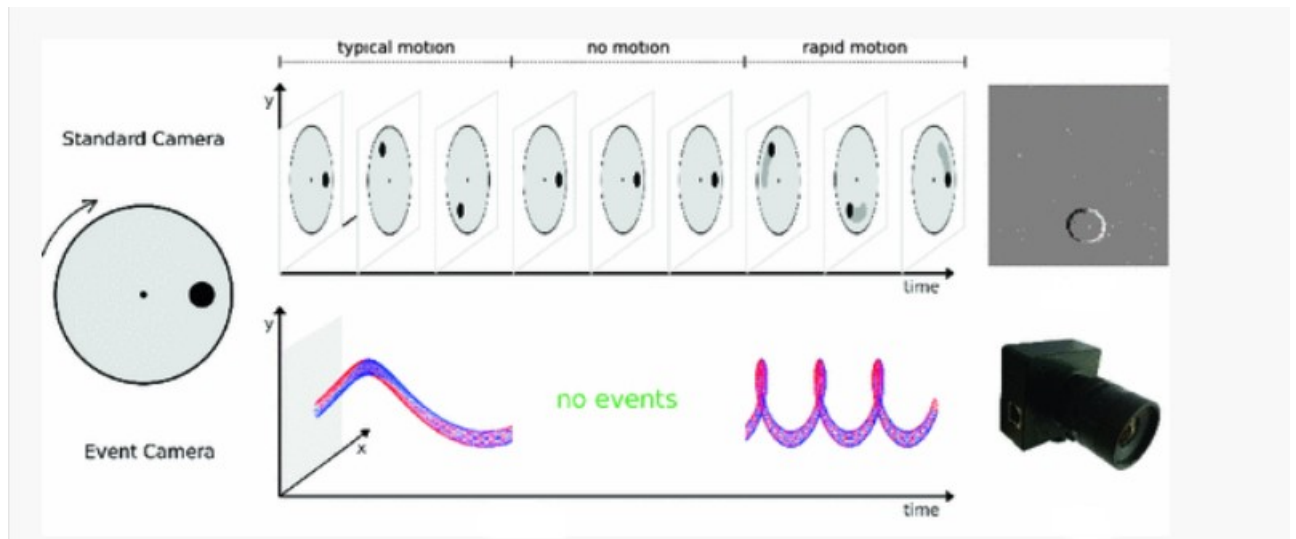 typical motion
no motion
rapid motion
y
Standard Camera
time
y
no events
x
Event Camera
time